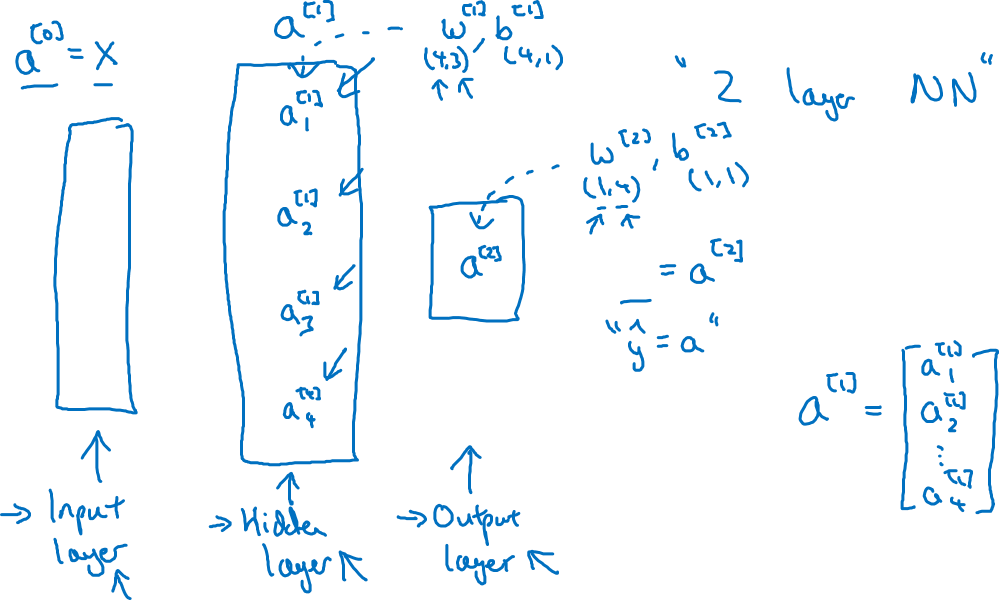 a^[0] = X
a^[1]
w^[1], b^[1]
(4,3) (4,1)
a_1^[1]
a_2^[1]
a_3^[1]
a_4^[1]
"2 layer NN"
w^[2], b^[2]
(1,4) (1,1)
a^[2]
= a^[2]
"ŷ = a"
a^[1] = [
a_1^[1]
a_2^[1]
⋮
a_4^[1]
]
→ Input
layer
→ Hidden
layer
→ Output
layer